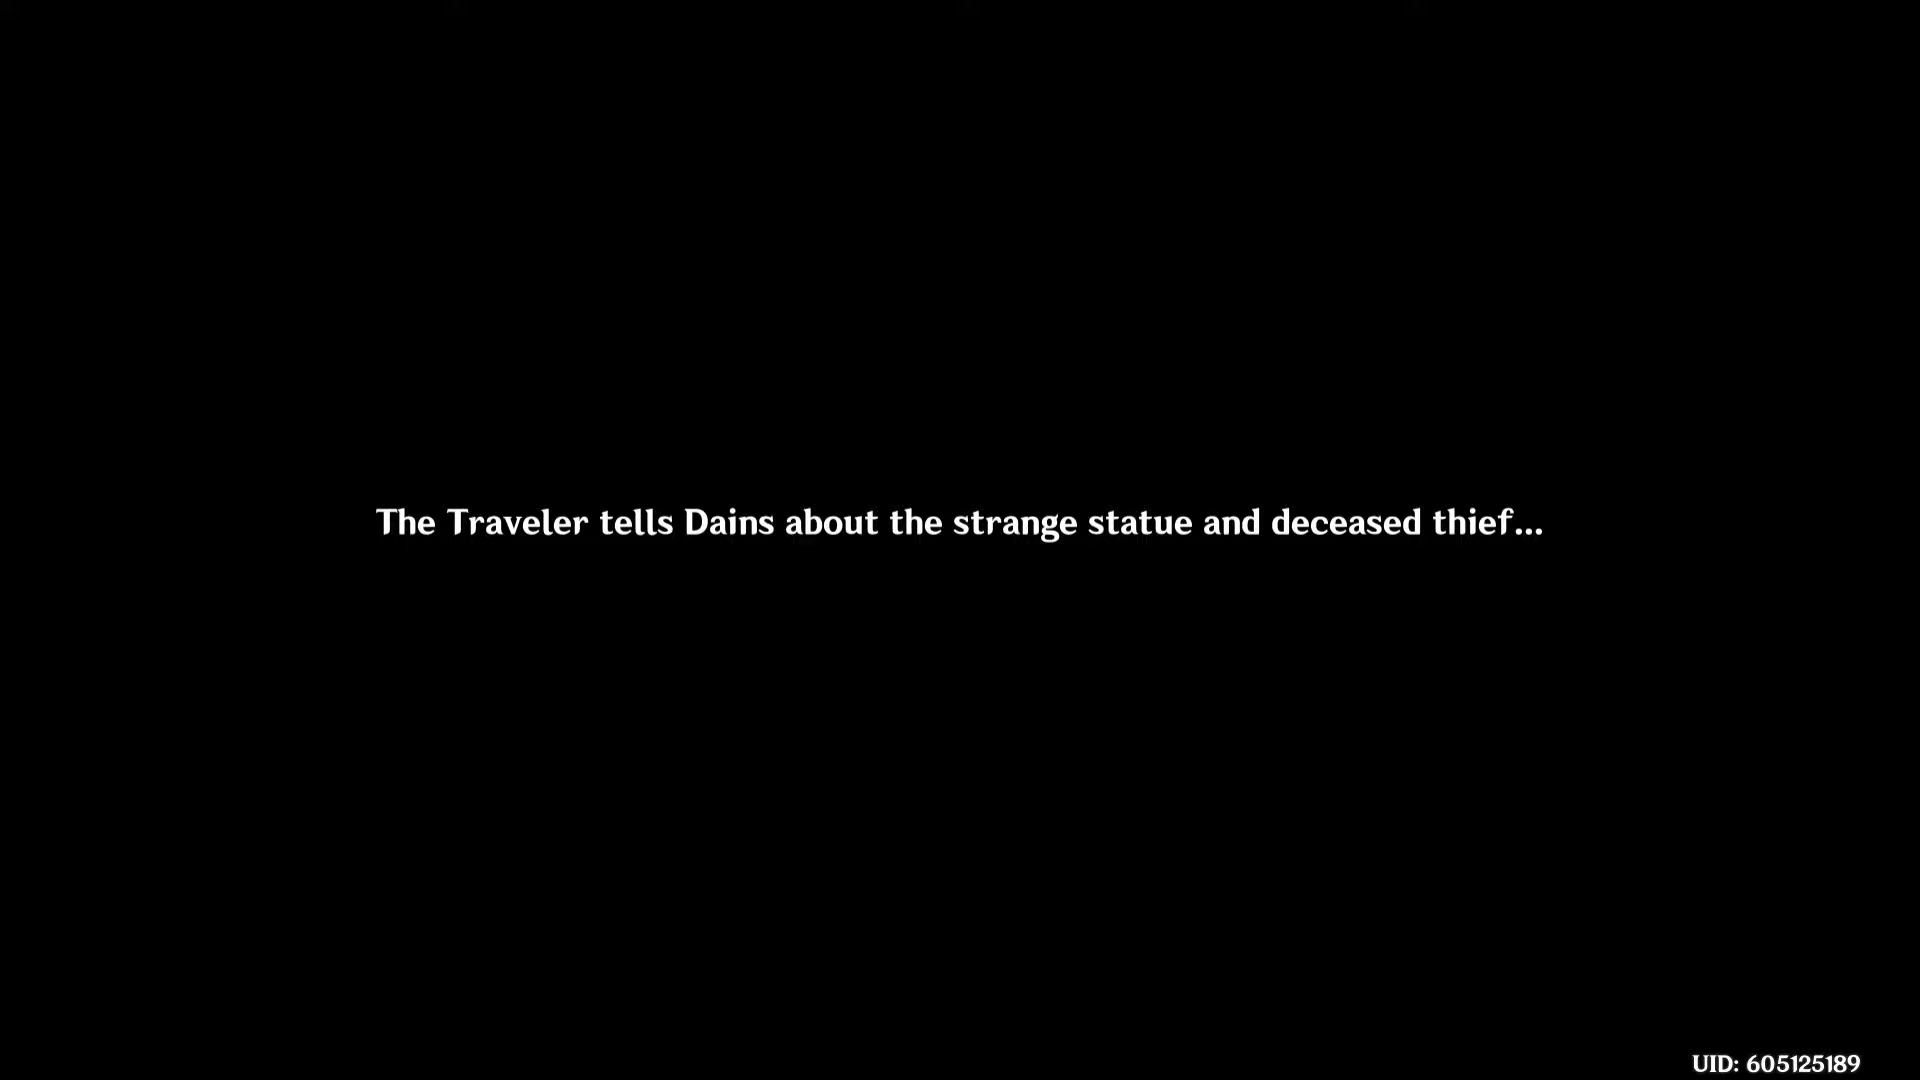 The Traveler tells Dains about the strange statue and deceased thief...
UID: 605125189